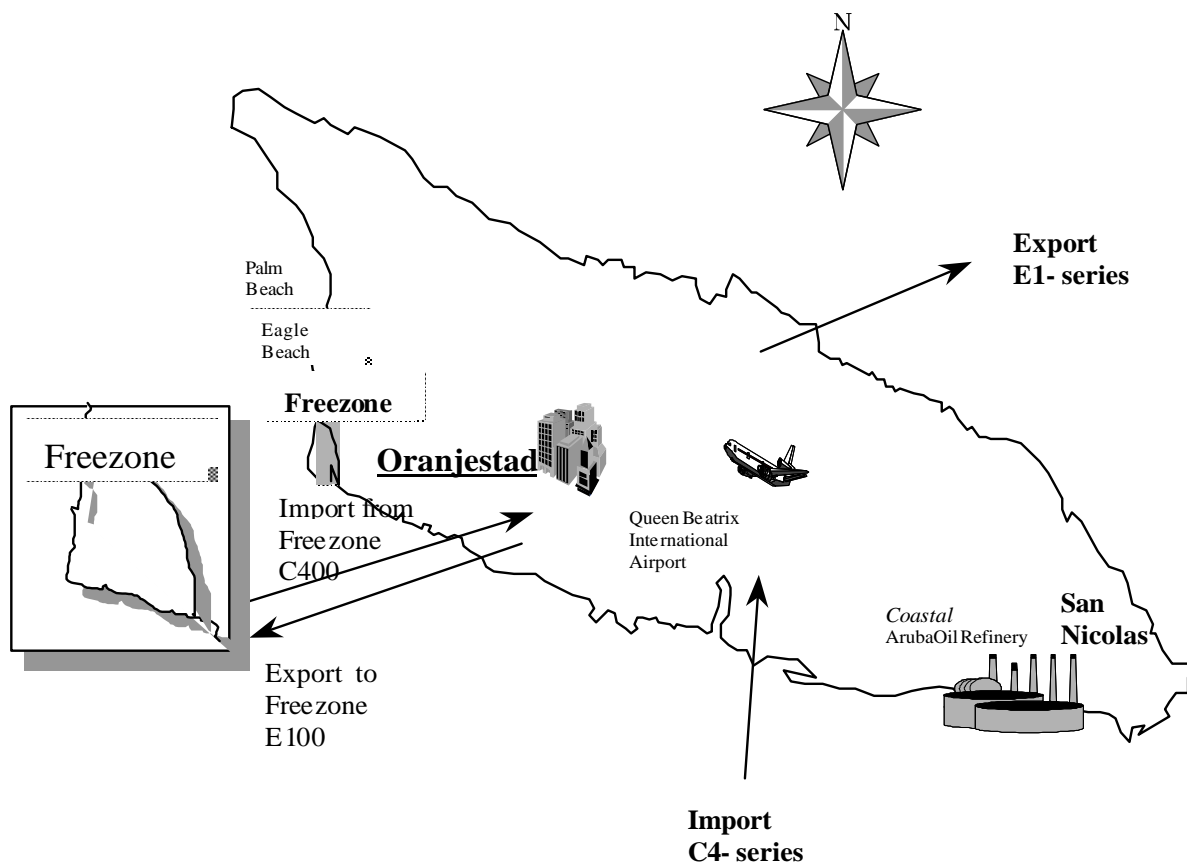 N
Export
E1- series
Palm
Beach
Eagle
Beach
Freezone
Freezone
Oranjestad
Import from
Freezone
C400
Queen Beatrix
International
Airport
Coastal
ArubaOil Refinery
San
Nicolas
Export to
Freezone
E100
Import
C4- series